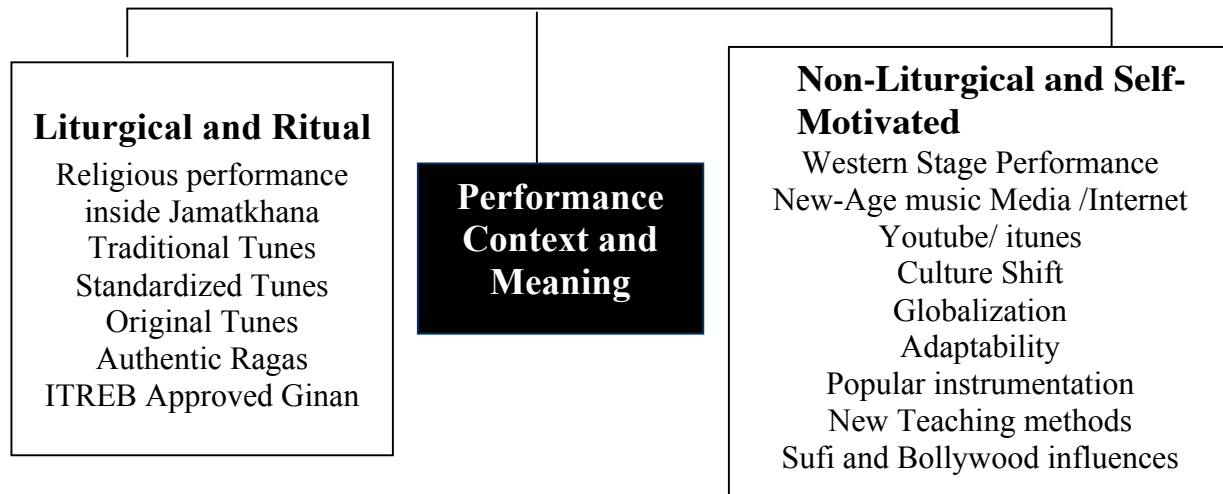 Liturgical and Ritual
Religious performance
inside Jamatkhana
Traditional Tunes
Standardized Tunes
Original Tunes
Authentic Ragas
ITREB Approved Ginan
Performance
Context and
Meaning
Non-Liturgical and Self-
Motivated
Western Stage Performance
New-Age music Media /Internet
Youtube/ itunes
Culture Shift
Globalization
Adaptability
Popular instrumentation
New Teaching methods
Sufi and Bollywood influences